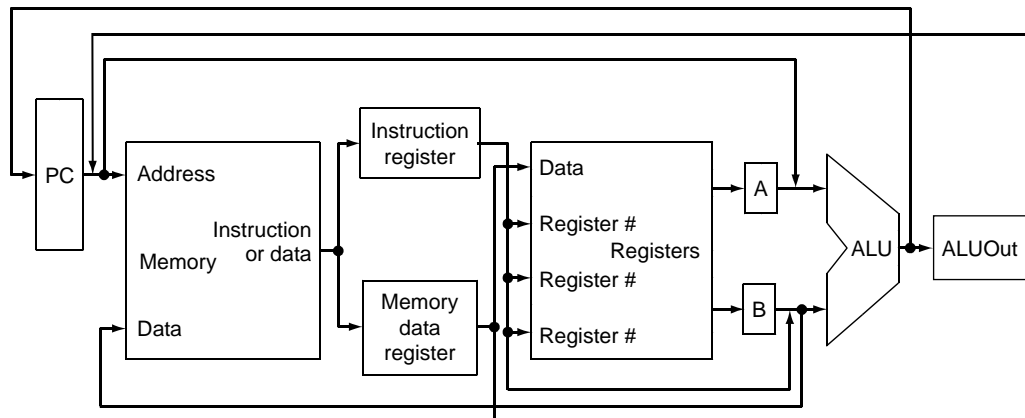 PC
Address
Memory
Instruction
or data
Data
Instruction
register
Memory
data
register
Data
Register #
Registers
Register #
Register #
A
B
ALU
ALUOut